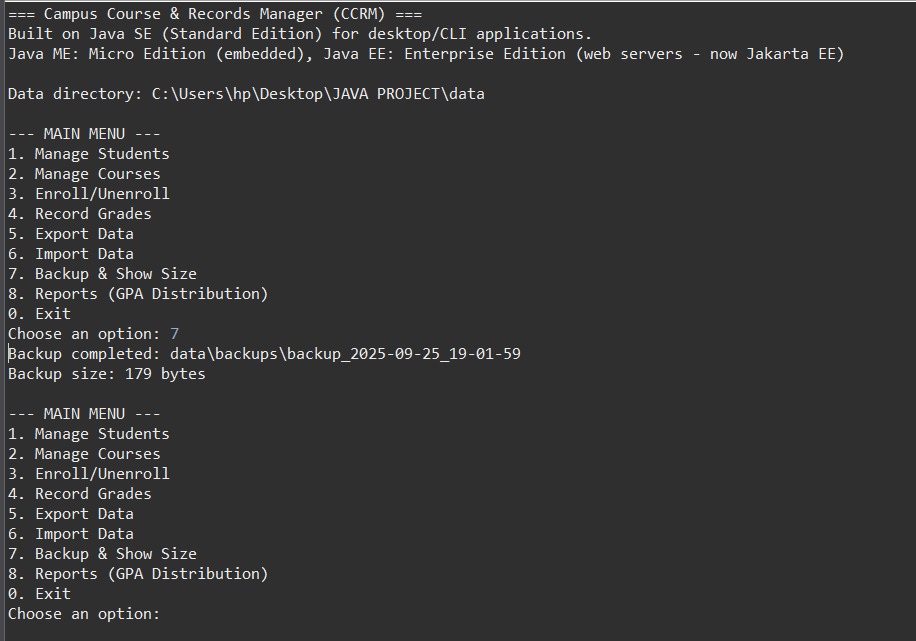 === Campus Course & Records Manager (CCRM) ===
Built on Java SE (Standard Edition) for desktop/CLI applications.
Java ME: Micro Edition (embedded), Java EE: Enterprise Edition (web servers - now Jakarta EE)
Data directory: C:\Users\hp\Desktop\JAVA PROJECT\data
--- MAIN MENU ---
1. Manage Students
2. Manage Courses
3. Enroll/Unenroll
4. Record Grades
5. Export Data
6. Import Data
7. Backup & Show Size
8. Reports (GPA Distribution)
0. Exit
Choose an option: 7
Backup completed: data\backups\backup_2025-09-25_19-01-59
Backup size: 179 bytes
--- MAIN MENU ---
1. Manage Students
2. Manage Courses
3. Enroll/Unenroll
4. Record Grades
5. Export Data
6. Import Data
7. Backup & Show Size
8. Reports (GPA Distribution)
0. Exit
Choose an option: